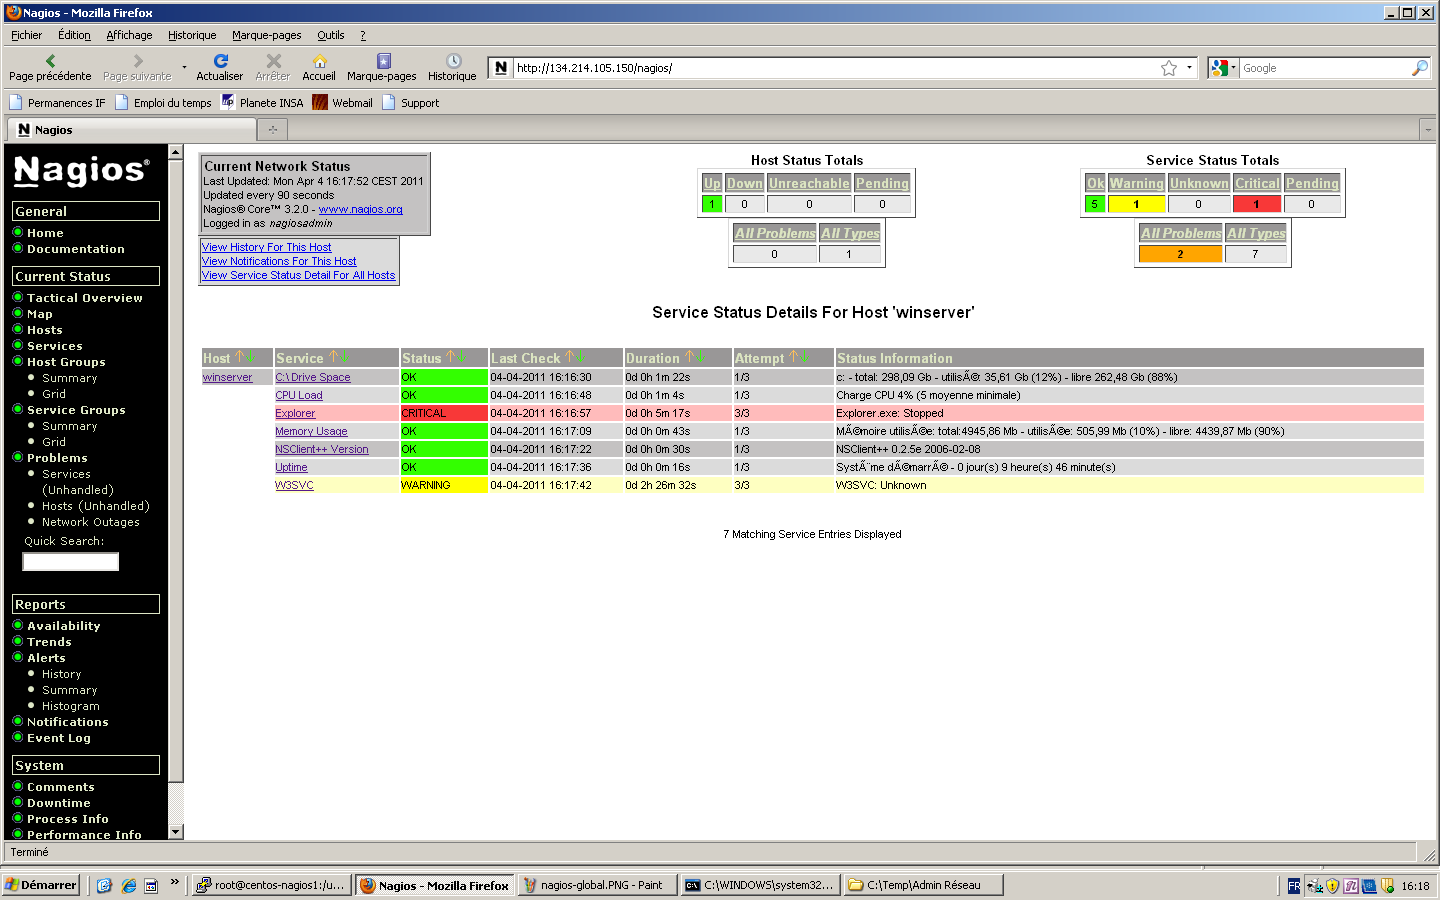 Nagios - Mozilla Firefox
Fichier Édition Affichage Historique Marque-pages Outils ?
Page précédente Page suivante Actualiser Arrêter Accueil Marque-pages Historique
http://134.214.105.150/nagios/
Google
Permanences IF Emploi du temps Planete INSA Webmail Support
Nagios
Nagios®
General
Home
Documentation
Current Status
Tactical Overview
Map
Hosts
Services
Host Groups
Summary
Grid
Service Groups
Summary
Grid
Problems
Services
(Unhandled)
Hosts (Unhandled)
Network Outages
Quick Search:
Reports
Availability
Trends
Alerts
History
Summary
Histogram
Notifications
Event Log
System
Comments
Downtime
Process Info
Performance Info
Current Network Status
Last Updated: Mon Apr 4 16:17:52 CEST 2011
Updated every 90 seconds
Nagios® Core™ 3.2.0 - www.nagios.org
Logged in as nagiosadmin
View History For This Host
View Notifications For This Host
View Service Status Detail For All Hosts
Host Status Totals
Up Down Unreachable Pending
1 0 0 0
All Problems All Types
0 1
Service Status Totals
Ok Warning Unknown Critical Pending
5 1 0 1 0
All Problems All Types
2 7
Service Status Details For Host 'winserver'
Host Service Status Last Check Duration Attempt Status Information
winserver C:\ Drive Space OK 04-04-2011 16:16:30 0d 0h 1m 22s 1/3 c: - total: 298,09 Gb - utilisÃ©: 35,61 Gb (12%) - libre 262,48 Gb (88%)
CPU Load OK 04-04-2011 16:16:48 0d 0h 1m 4s 1/3 Charge CPU 4% (5 moyenne minimale)
Explorer CRITICAL 04-04-2011 16:16:57 0d 0h 5m 17s 3/3 Explorer.exe: Stopped
Memory Usage OK 04-04-2011 16:17:09 0d 0h 0m 43s 1/3 MÃ©moire utilisÃ©e: total:4945,86 Mb - utilisÃ©e: 505,99 Mb (10%) - libre: 4439,87 Mb (90%)
NSClient++ Version OK 04-04-2011 16:17:22 0d 0h 0m 30s 1/3 NSClient++ 0.2.5e 2006-02-08
Uptime OK 04-04-2011 16:17:36 0d 0h 0m 16s 1/3 SystÃ¨me dÃ©marrÃ© - 0 jour(s) 9 heure(s) 46 minute(s)
W3SVC WARNING 04-04-2011 16:17:42 0d 2h 26m 32s 3/3 W3SVC: Unknown
7 Matching Service Entries Displayed
Terminé
Démarrer root@centos-nagios1:/u... Nagios - Mozilla Firefox nagios-global.PNG - Paint C:\WINDOWS\system32... C:\Temp\Admin Réseau FR 16:18